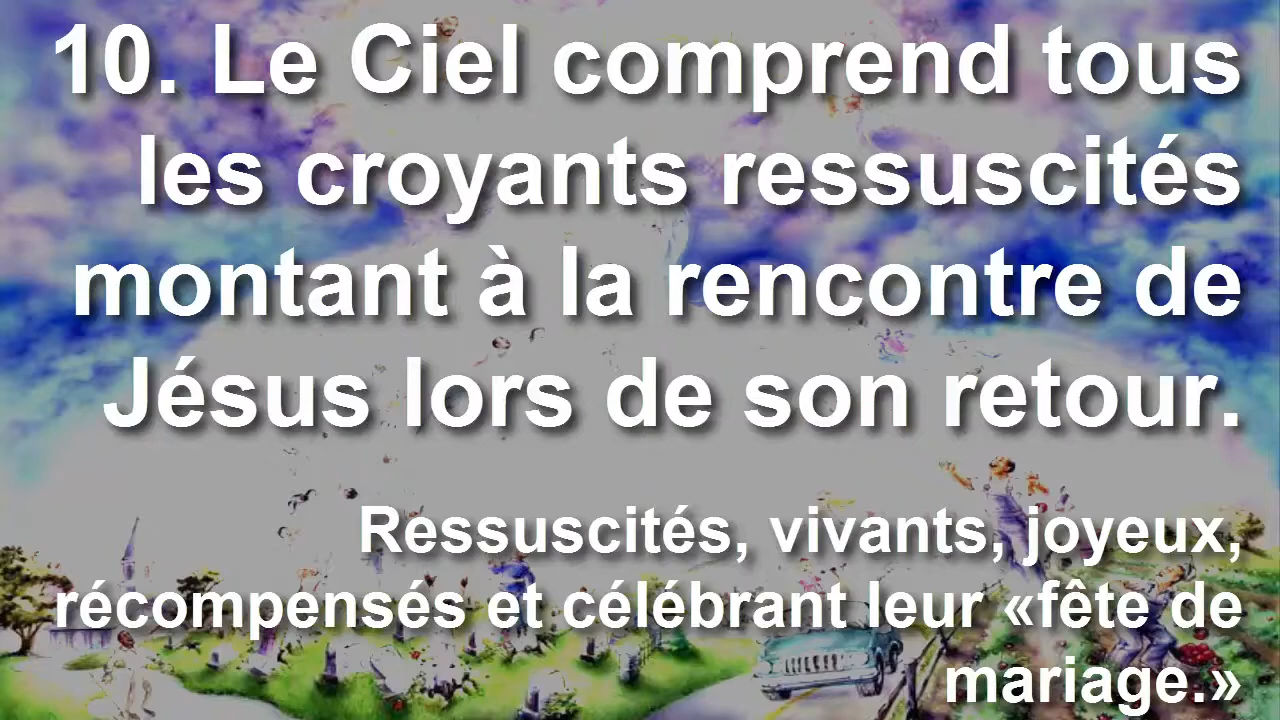 10. Le Ciel comprend tous
les croyants ressuscités
montant à la rencontre de
Jésus lors de son retour.
Ressuscités, vivants, joyeux,
récompensés et célébrant leur «fête de
mariage.»